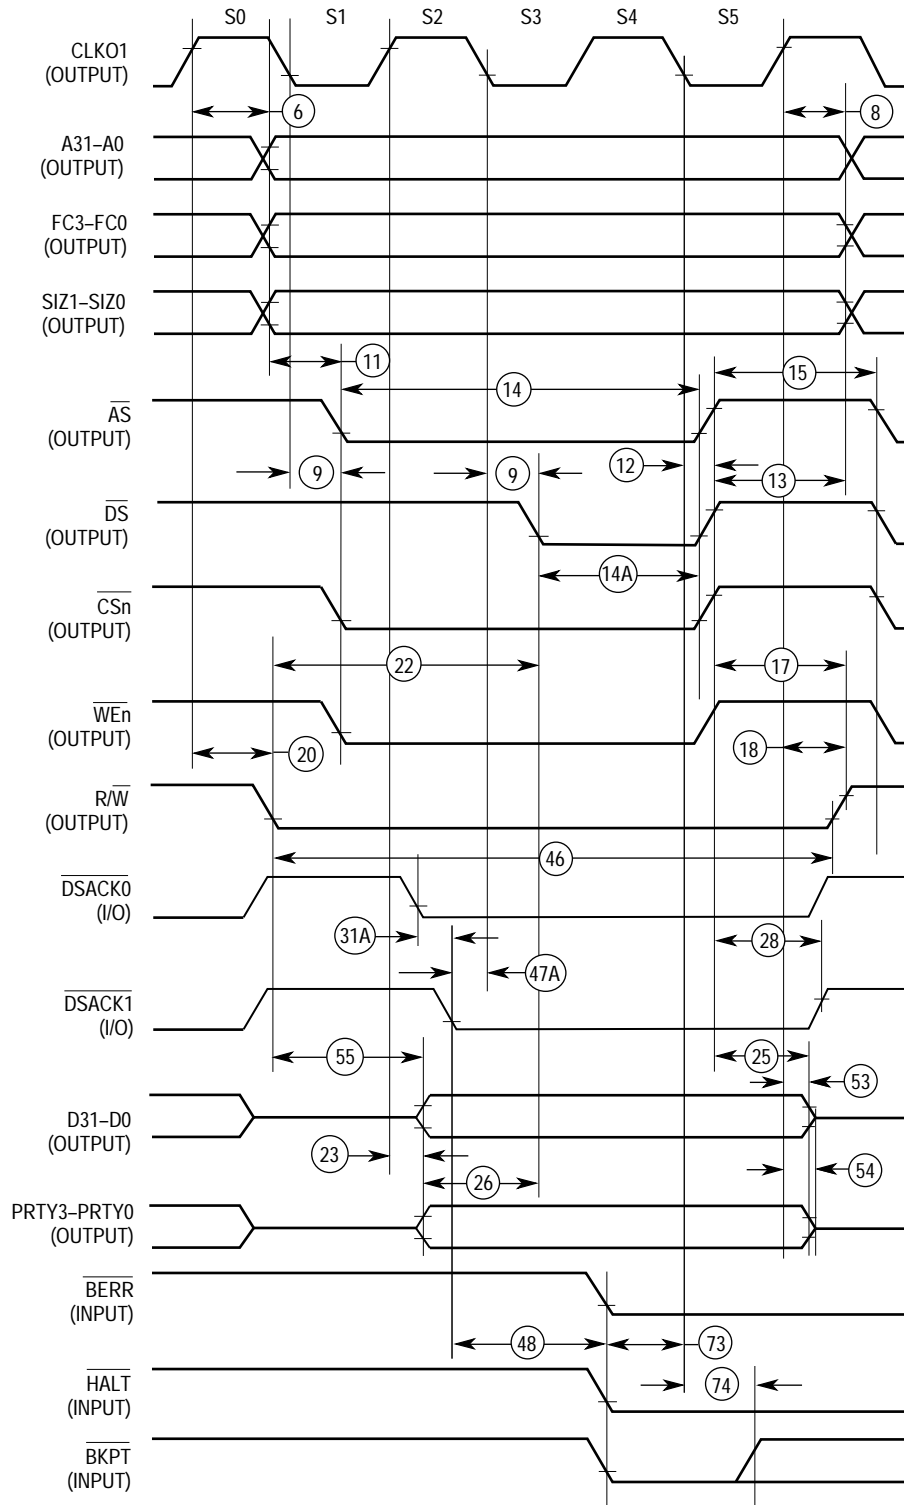 S0 S1 S2 S3 S4 S5
CLKO1
(OUTPUT)
6 8
A31–A0
(OUTPUT)
FC3–FC0
(OUTPUT)
SIZ1–SIZ0
(OUTPUT)
11
15
14
AS
(OUTPUT)
9 9 12
13
DS
(OUTPUT)
14A
CSn
(OUTPUT)
22 17
WEn
(OUTPUT)
20 18
R/W
(OUTPUT)
46
DSACK0
(I/O)
31A 28
47A
DSACK1
(I/O)
55 25
53
D31–D0
(OUTPUT)
23
54
26
PRTY3–PRTY0
(OUTPUT)
BERR
(INPUT)
48 73
74
HALT
(INPUT)
BKPT
(INPUT)